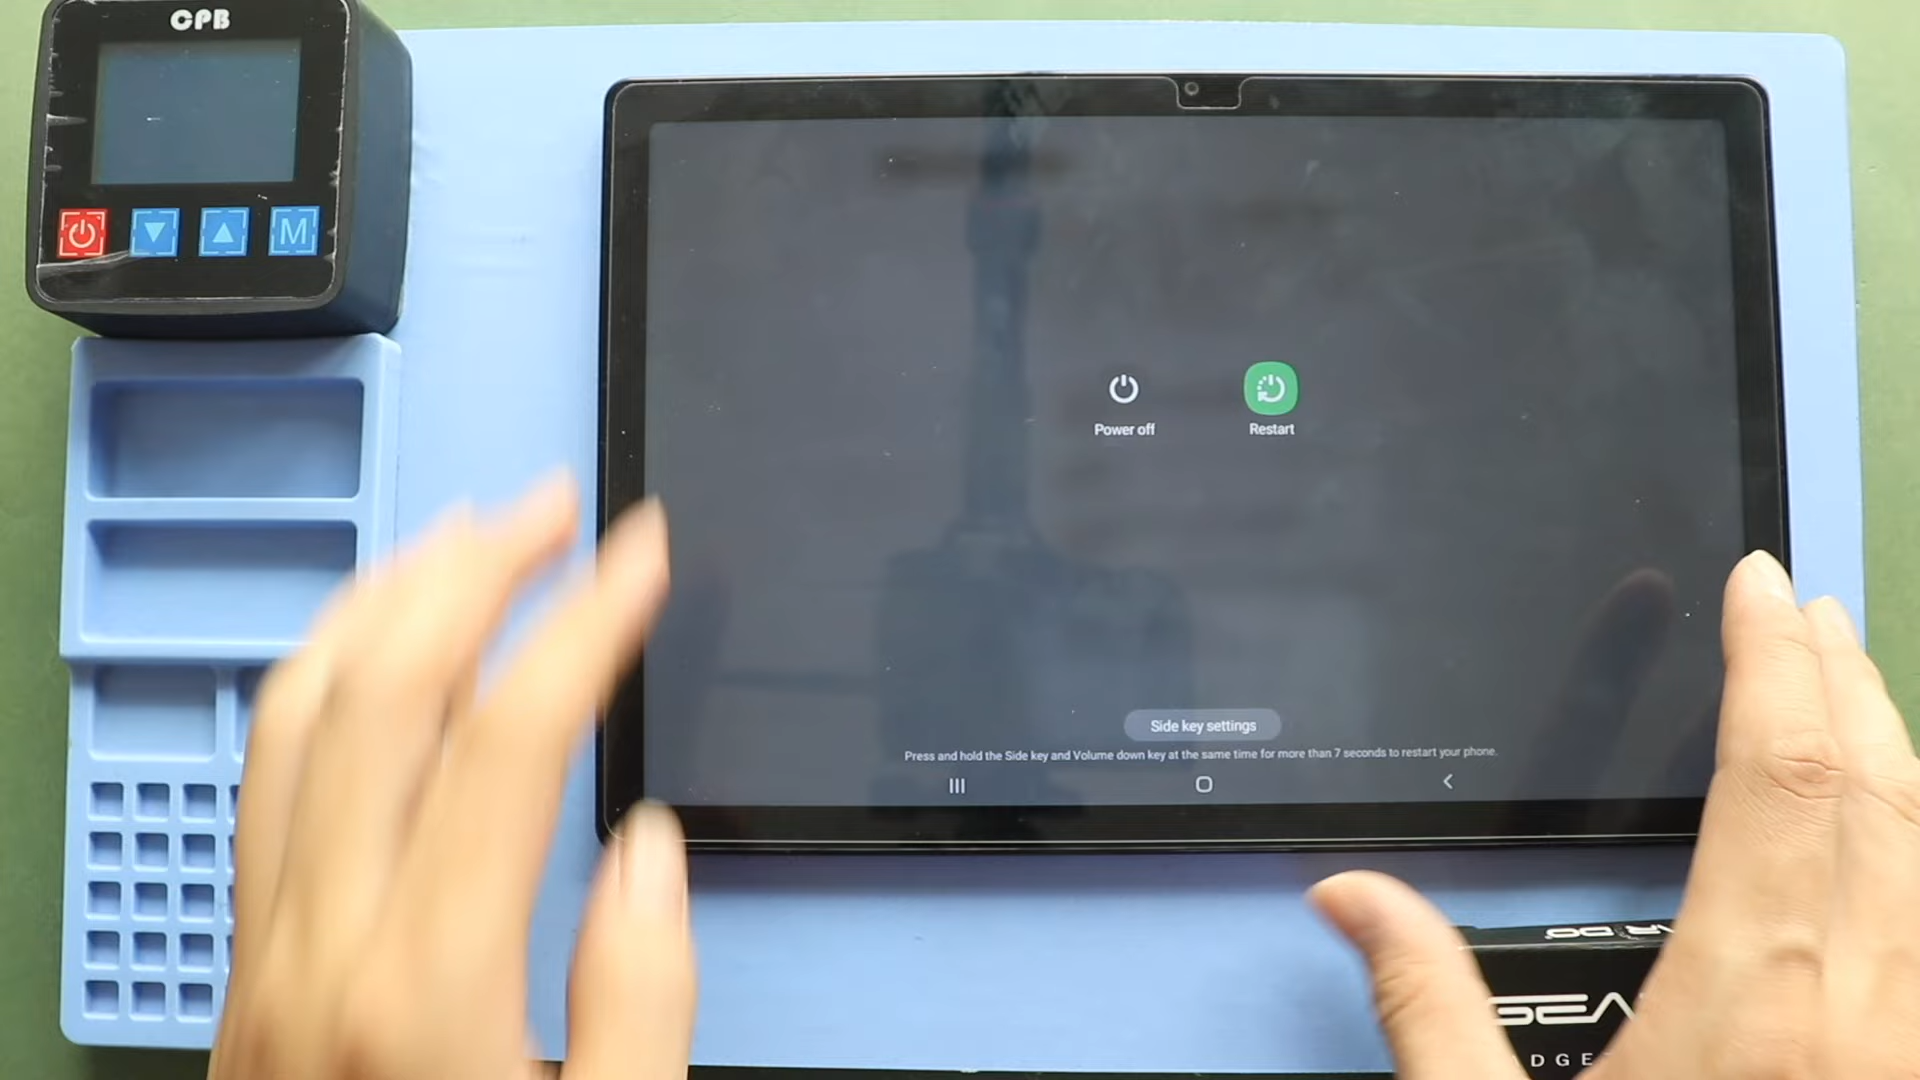 CPB
M
Power off
Restart
Side key settings
Press and hold the Side key and Volume down key at the same time for more than 7 seconds to restart your phone.